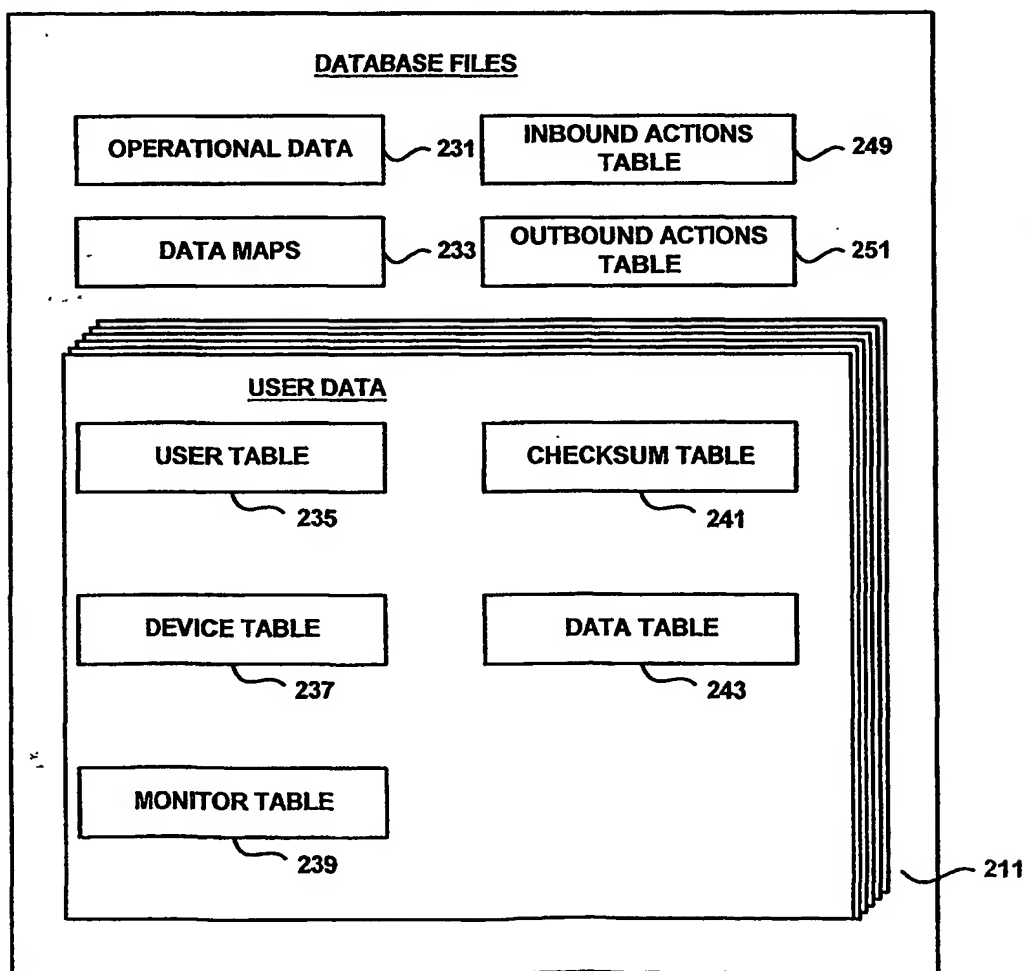 DATABASE FILES
OPERATIONAL DATA
231
INBOUND ACTIONS
TABLE
249
DATA MAPS
233
OUTBOUND ACTIONS
TABLE
251
USER DATA
USER TABLE
235
CHECKSUM TABLE
241
DEVICE TABLE
237
DATA TABLE
243
MONITOR TABLE
239
211